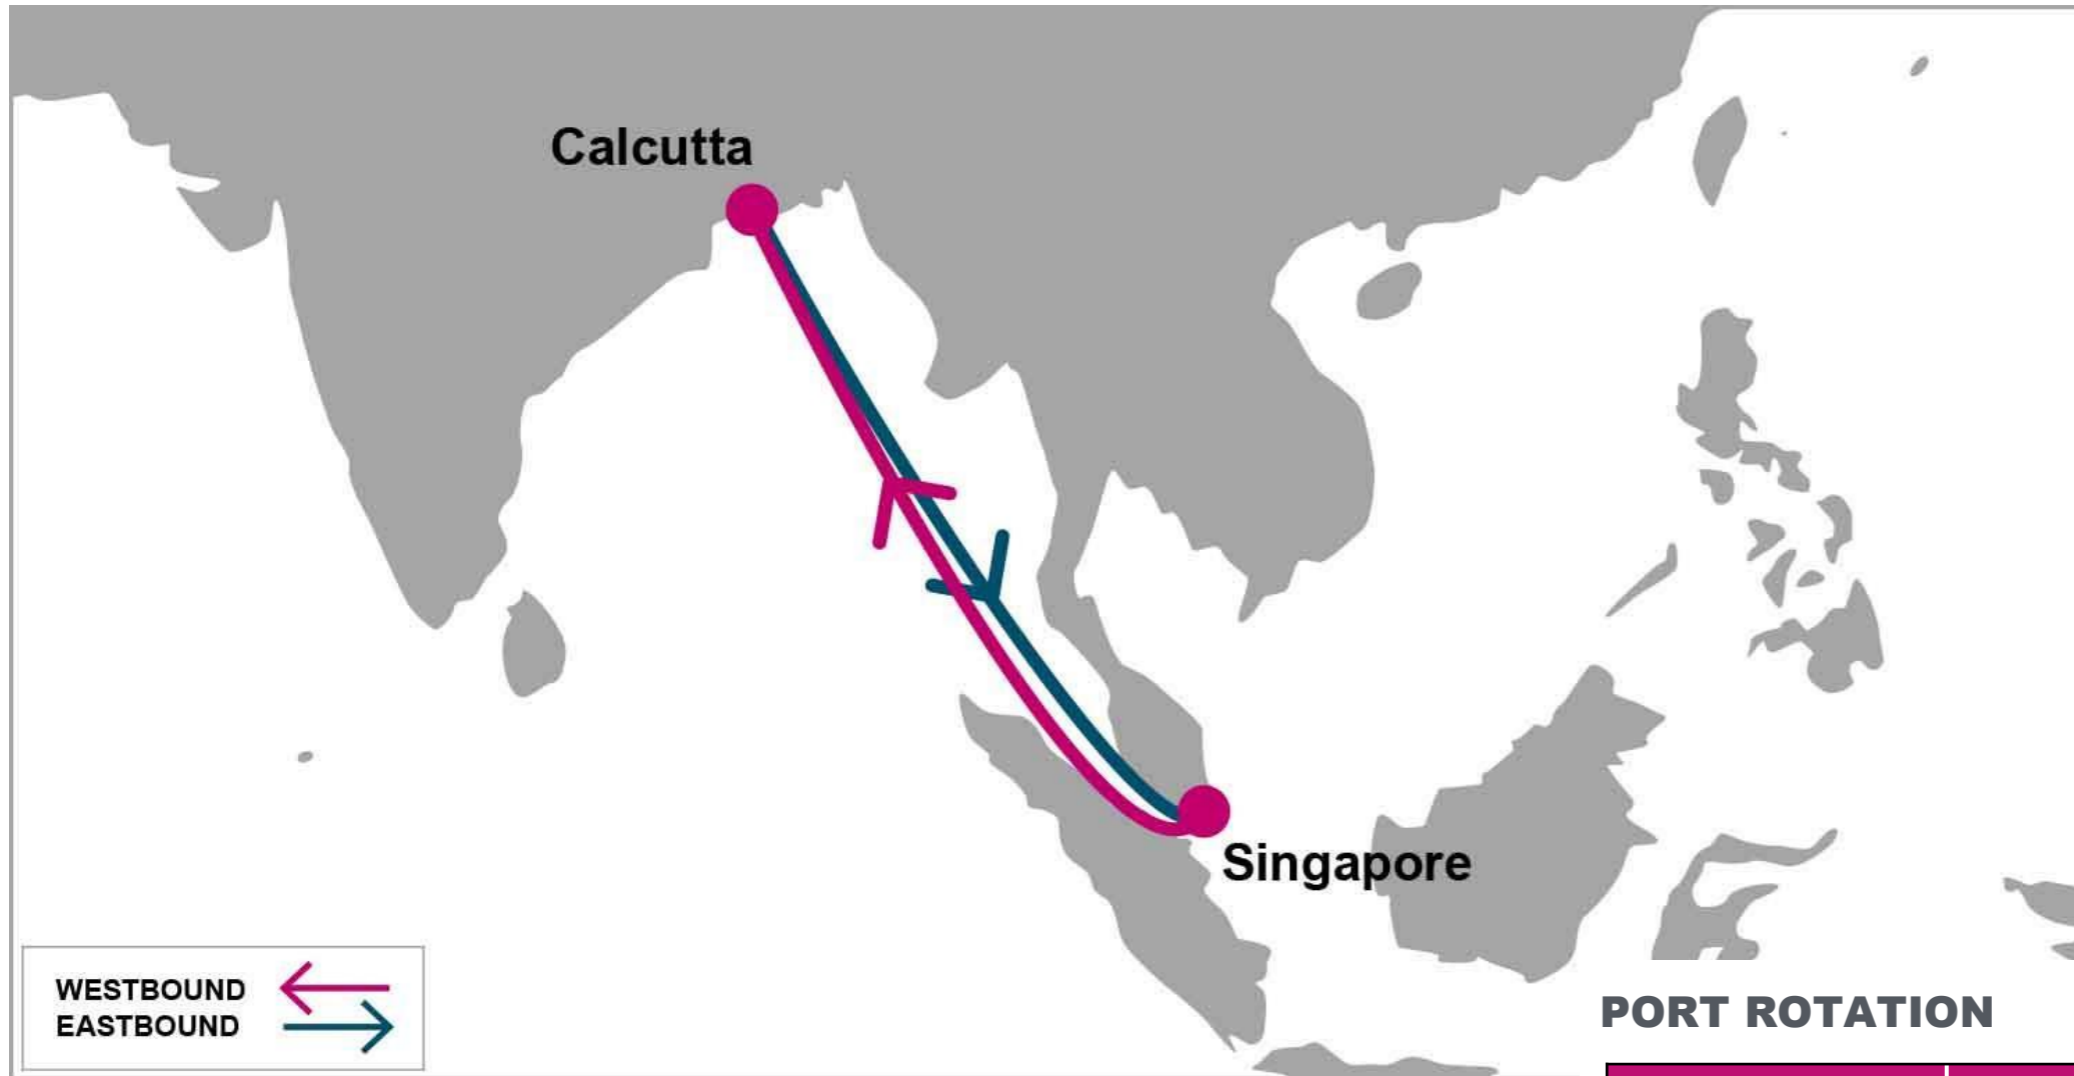 Calcutta
Singapore
WESTBOUND
EASTBOUND
PORT ROTATION